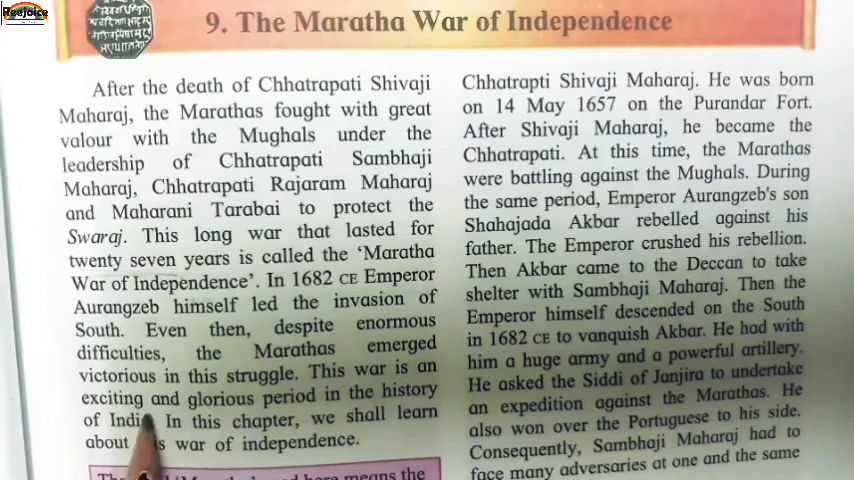 Reejoice
9. The Maratha War of Independence
After the death of Chhatrapati Shivaji
Maharaj, the Marathas fought with great
valour with the Mughals under the
leadership of Chhatrapati Sambhaji
Maharaj, Chhatrapati Rajaram Maharaj
and Maharani Tarabai to protect the
Swaraj. This long war that lasted for
twenty seven years is called the ‘Maratha
War of Independence’. In 1682 CE Emperor
Aurangzeb himself led the invasion of
South. Even then, despite enormous
difficulties, the Marathas emerged
victorious in this struggle. This war is an
exciting and glorious period in the history
of In this chapter, we shall learn
about war of independence.
means the
Chhatrapti Shivaji Maharaj. He was born
on 14 May 1657 on the Purandar Fort.
After Shivaji Maharaj, he became the
Chhatrapati. At this time, the Marathas
were battling against the Mughals. During
the same period, Emperor Aurangzeb's son
Shahajada Akbar rebelled against his
father. The Emperor crushed his rebellion.
Then Akbar came to the Deccan to take
shelter with Sambhaji Maharaj. Then the
Emperor himself descended on the South
in 1682 CE to vanquish Akbar. He had with
him a huge army and a powerful artillery.
He asked the Siddi of Janjira to undertake
an expedition against the Marathas. He
also won over the Portuguese to his side.
Consequently, Sambhaji Maharaj had to
face many adversaries at one and the same